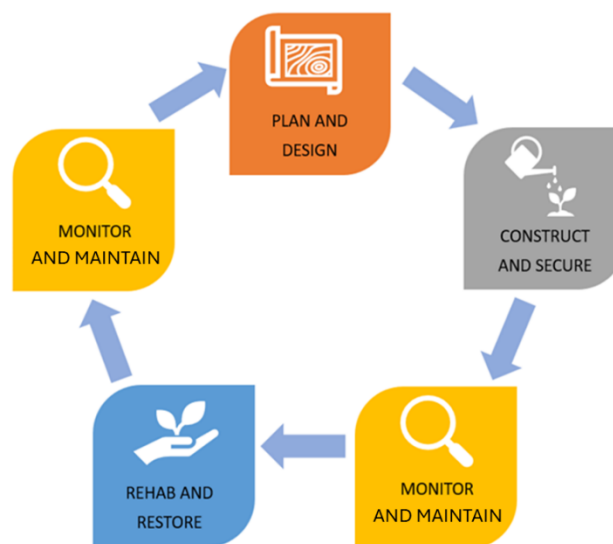 PLAN AND
DESIGN
CONSTRUCT
AND SECURE
MONITOR
AND MAINTAIN
REHAB AND
RESTORE
MONITOR
AND MAINTAIN